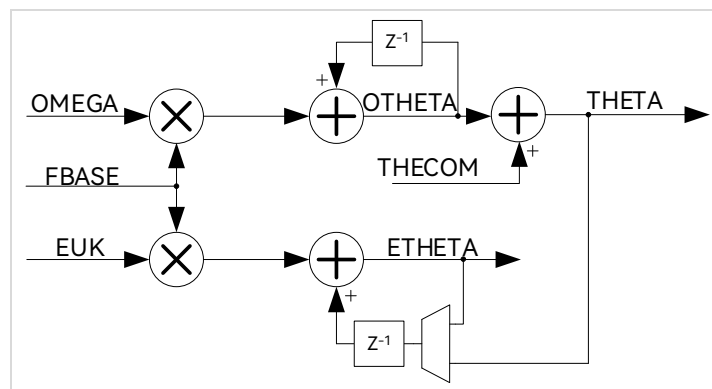 Z⁻¹
+
OMEGA
OTHETA
THETA
+
THECOM
FBASE
EUK
ETHETA
+
Z⁻¹